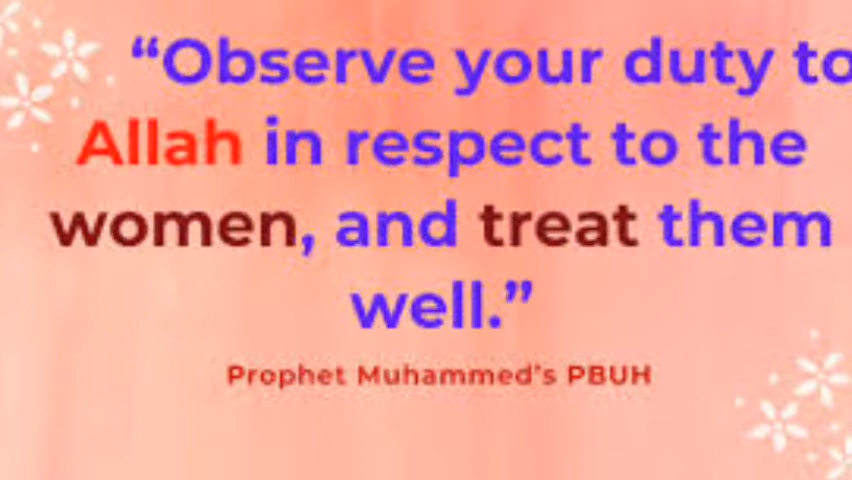 “Observe your duty to
Allah in respect to the
women, and treat them
well.”
Prophet Muhammed’s PBUH